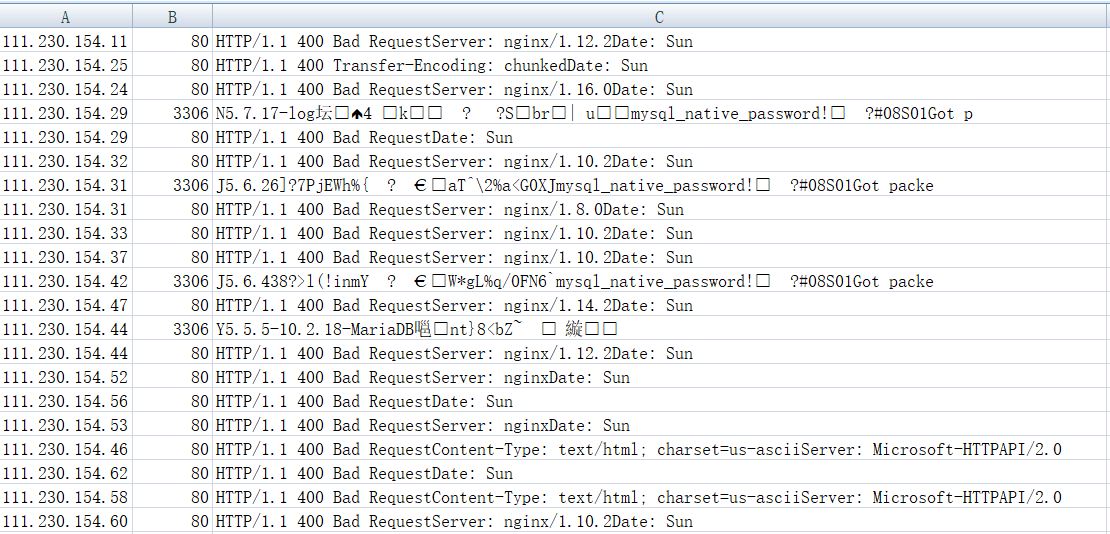 A B C
111.230.154.11 80 HTTP/1.1 400 Bad RequestServer: nginx/1.12.2Date: Sun
111.230.154.25 80 HTTP/1.1 400 Transfer-Encoding: chunkedDate: Sun
111.230.154.24 80 HTTP/1.1 400 Bad RequestServer: nginx/1.16.0Date: Sun
111.230.154.29 3306 N5.7.17-log坛□♠4 □k□□ ? ?S□br□| u□□mysql_native_password!□ ?#08S01Got p
111.230.154.29 80 HTTP/1.1 400 Bad RequestDate: Sun
111.230.154.32 80 HTTP/1.1 400 Bad RequestServer: nginx/1.10.2Date: Sun
111.230.154.31 3306 J5.6.26]?7PjEWh%{ ? €□aT^\2%a<G0XJmysql_native_password!□ ?#08S01Got packe
111.230.154.31 80 HTTP/1.1 400 Bad RequestServer: nginx/1.8.0Date: Sun
111.230.154.33 80 HTTP/1.1 400 Bad RequestServer: nginx/1.10.2Date: Sun
111.230.154.37 80 HTTP/1.1 400 Bad RequestServer: nginx/1.10.2Date: Sun
111.230.154.42 3306 J5.6.438?>l(!inmY ? €□W*gL%q/0FN6`mysql_native_password!□ ?#08S01Got packe
111.230.154.47 80 HTTP/1.1 400 Bad RequestServer: nginx/1.14.2Date: Sun
111.230.154.44 3306 Y5.5.5-10.2.18-MariaDB嗈□nt}8<bZ~ □ 縱□□
111.230.154.44 80 HTTP/1.1 400 Bad RequestServer: nginx/1.12.2Date: Sun
111.230.154.52 80 HTTP/1.1 400 Bad RequestServer: nginxDate: Sun
111.230.154.56 80 HTTP/1.1 400 Bad RequestDate: Sun
111.230.154.53 80 HTTP/1.1 400 Bad RequestServer: nginxDate: Sun
111.230.154.46 80 HTTP/1.1 400 Bad RequestContent-Type: text/html; charset=us-asciiServer: Microsoft-HTTPAPI/2.0
111.230.154.62 80 HTTP/1.1 400 Bad RequestDate: Sun
111.230.154.58 80 HTTP/1.1 400 Bad RequestContent-Type: text/html; charset=us-asciiServer: Microsoft-HTTPAPI/2.0
111.230.154.60 80 HTTP/1.1 400 Bad RequestServer: nginx/1.10.2Date: Sun